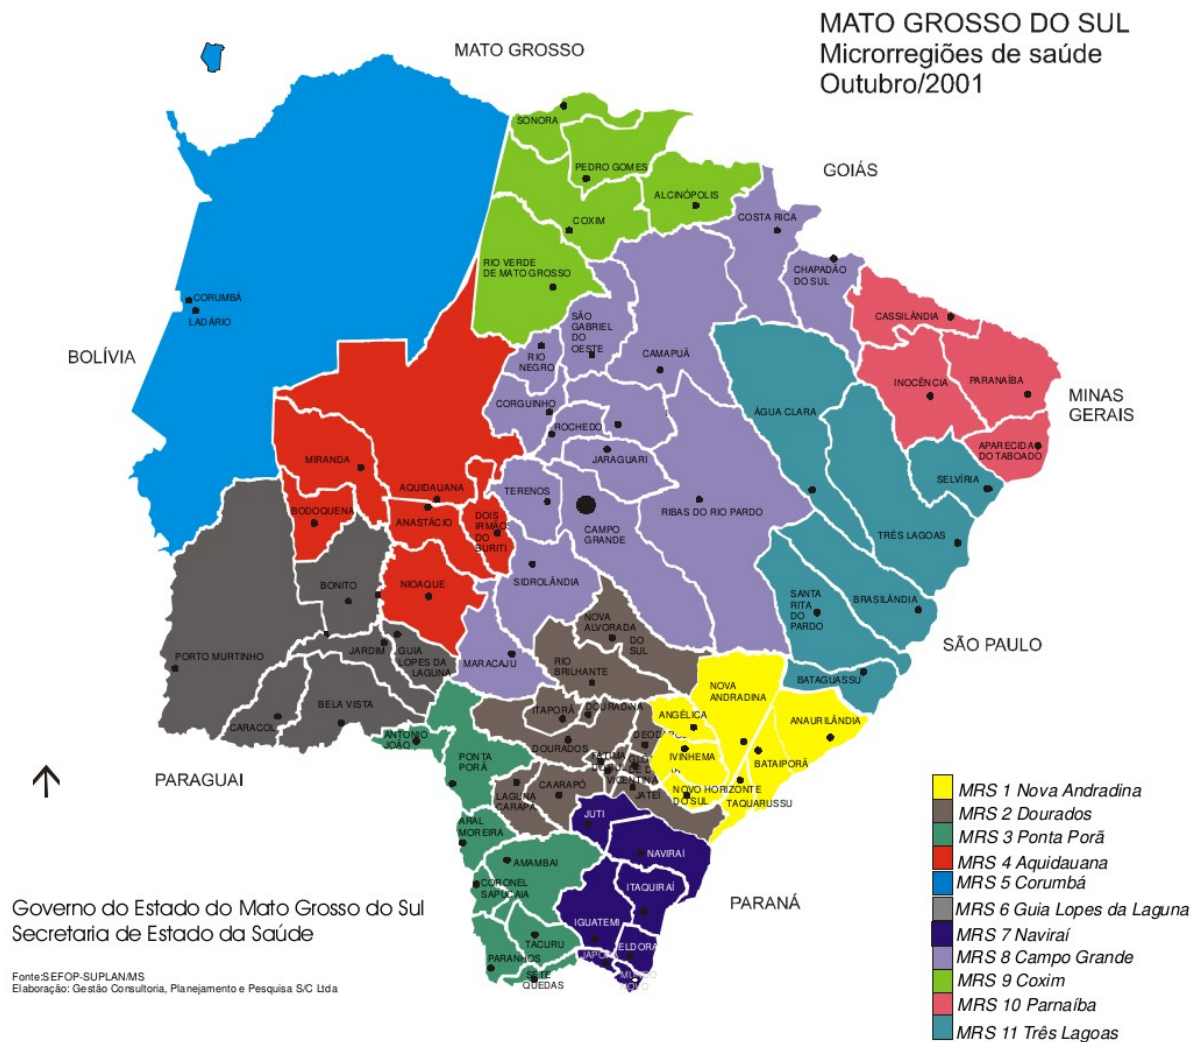 MATO GROSSO DO SUL
Microrregiões de saúde
Outubro/2001
MATO GROSSO
GOIÁS
BOLÍVIA
MINAS
GERAIS
SÃO PAULO
PARAGUAI
PARANÁ
SONORA
PEDRO GOMES
ALCINÓPOLIS
COXIM
COSTA RICA
RIO VERDE
DE MATO GROSSO
CHAPADÃO
DO SUL
CORUMBÁ
LADÁRIO
SÃO
GABRIEL
DO
OESTE
CASSILÂNDIA
RIO
NEGRO
CAMAPUÃ
INOCÊNCIA
PARANAÍBA
CORGUINHO
ÁGUA CLARA
ROCHEDO
APARECIDA
DO TABOADO
JARAGUARI
MIRANDA
SELVÍRIA
AQUIDAUANA
TERENOS
BODOQUENA
ANASTÁCIO
DOIS
IRMÃOS
DO
BURITI
CAMPO
GRANDE
RIBAS DO RIO PARDO
TRÊS LAGOAS
BONITO
NIOAQUE
SIDROLÂNDIA
SANTA
RITA
DO
PARDO
BRASILÂNDIA
NOVA
ALVORADA
DO
SUL
PORTO MURTINHO
JARDIM
GUIA
LOPES DA
LAGUNA
MARACAJU
RIO
BRILHANTE
BATAGUASSU
NOVA
ANDRADINA
CARACOL
BELA VISTA
ITAPORÃ
DOURADINA
ANGÉLICA
ANAURILÂNDIA
ANTONIO
JOÃO
DOURADOS
IVINHEMA
BATAIPORÃ
PONTA
PORÃ
VICENTINA
LAGUNA
CARAPÃ
CAARAPÓ
JATEÍ
NOVO HORIZONTE
DO SUL
TAQUARUSSU
JUTI
ARAL
MOREIRA
NAVIRAÍ
AMAMBAI
CORONEL
SAPUCAIA
ITAQUIRAÍ
IGUATEMI
TACURU
PARANHOS
SETE
QUEDAS
MRS 1 Nova Andradina
MRS 2 Dourados
MRS 3 Ponta Porã
MRS 4 Aquidauana
MRS 5 Corumbá
MRS 6 Guia Lopes da Laguna
MRS 7 Naviraí
MRS 8 Campo Grande
MRS 9 Coxim
MRS 10 Parnaíba
MRS 11 Três Lagoas
Governo do Estado do Mato Grosso do Sul
Secretaria de Estado da Saúde
Fonte:SEFOP-SUPLAN/MS
Elaboração: Gestão Consultoria, Planejamento e Pesquisa S/C Ltda